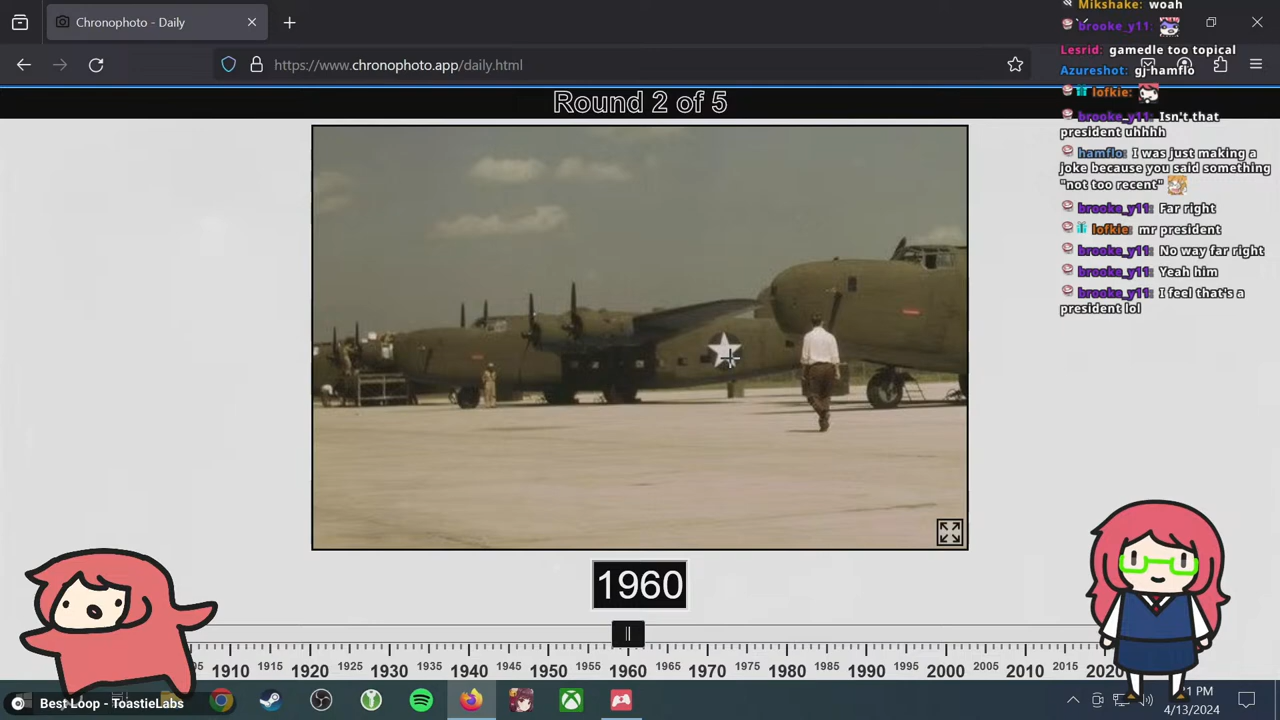 Chronophoto - Daily
https://www.chronophoto.app/daily.html
Round 2 of 5
Mikshake: woah
brooke_y11:
Lesrid: gamedle too topical
Azureshot: gj hamflo
lofkie:
brooke_y11: Isn't that
president uhhhh
hamflo: I was just making a
joke because you said something
"not too recent"
brooke_y11: Far right
lofkie: mr president
brooke_y11: No way far right
brooke_y11: Yeah him
brooke_y11: I feel that's a
president lol
1960
1910 1915 1920 1925 1930 1935 1940 1945 1950 1955 1960 1965 1970 1975 1980 1985 1990 1995 2000 2005 2010 2015 2020
Best Loop - ToastieLabs
4/13/2024